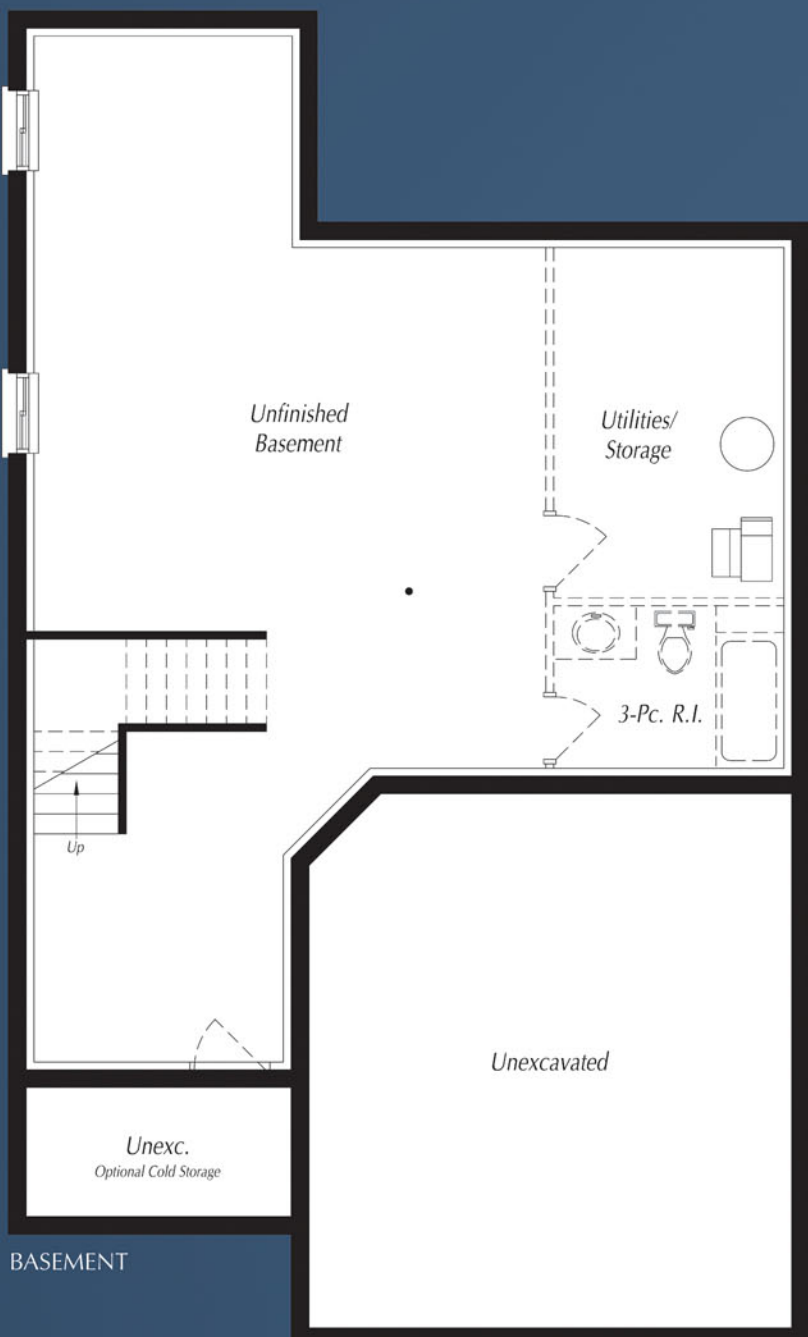 Unfinished
Basement
Utilities/
Storage
3-Pc. R.I.
Up
Unexcavated
Unexc.
Optional Cold Storage
BASEMENT